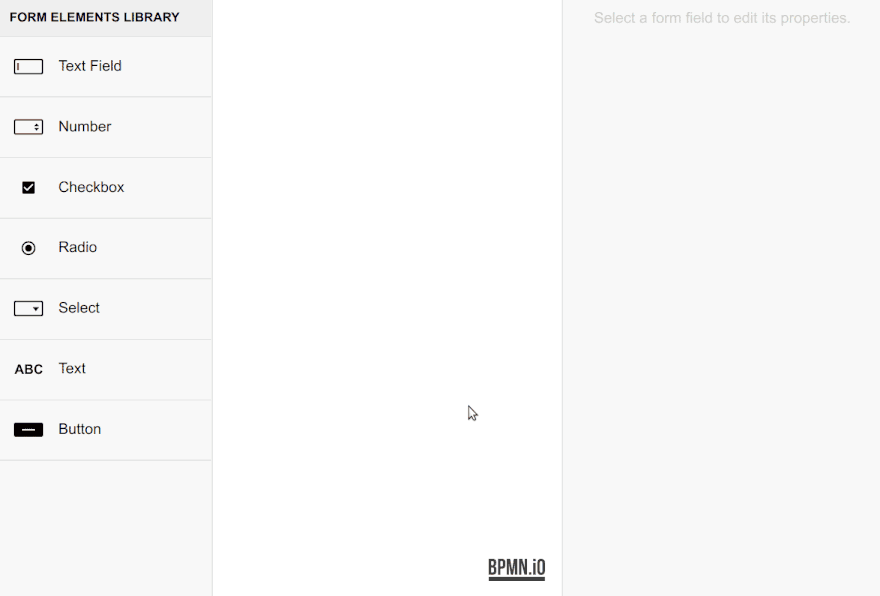 FORM ELEMENTS LIBRARY
Select a form field to edit its properties.
Text Field
Number
Checkbox
Radio
Select
ABC Text
Button
BPMN.iO